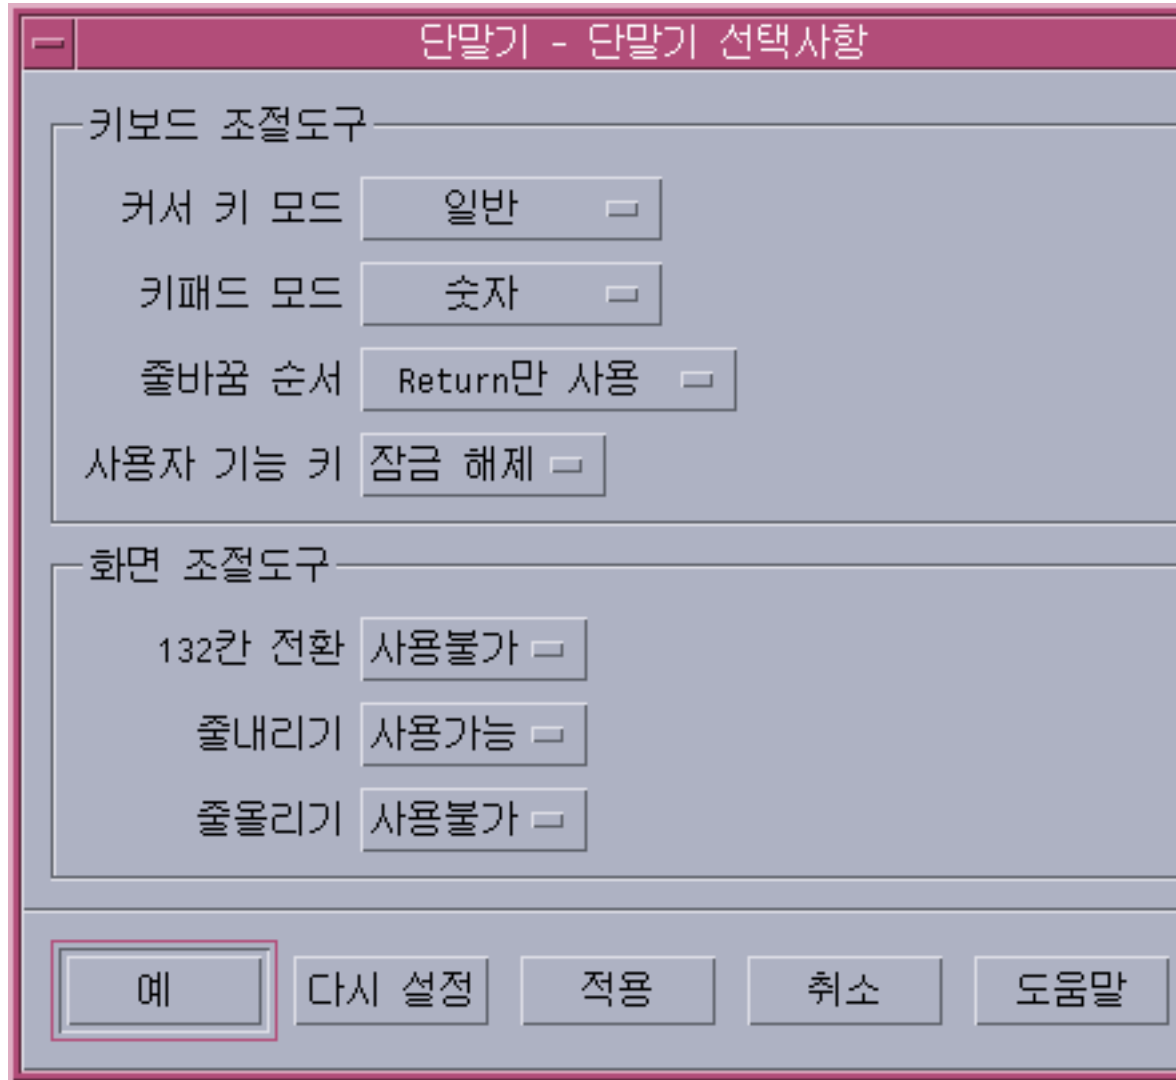 단말기 - 단말기 선택사항
키보드 조절도구
커서 키 모드 일반
키패드 모드 숫자
줄바꿈 순서 Return만 사용
사용자 기능 키 잠금 해제
화면 조절도구
132칸 전환 사용불가
줄내리기 사용가능
줄올리기 사용불가
예 다시 설정 적용 취소 도움말